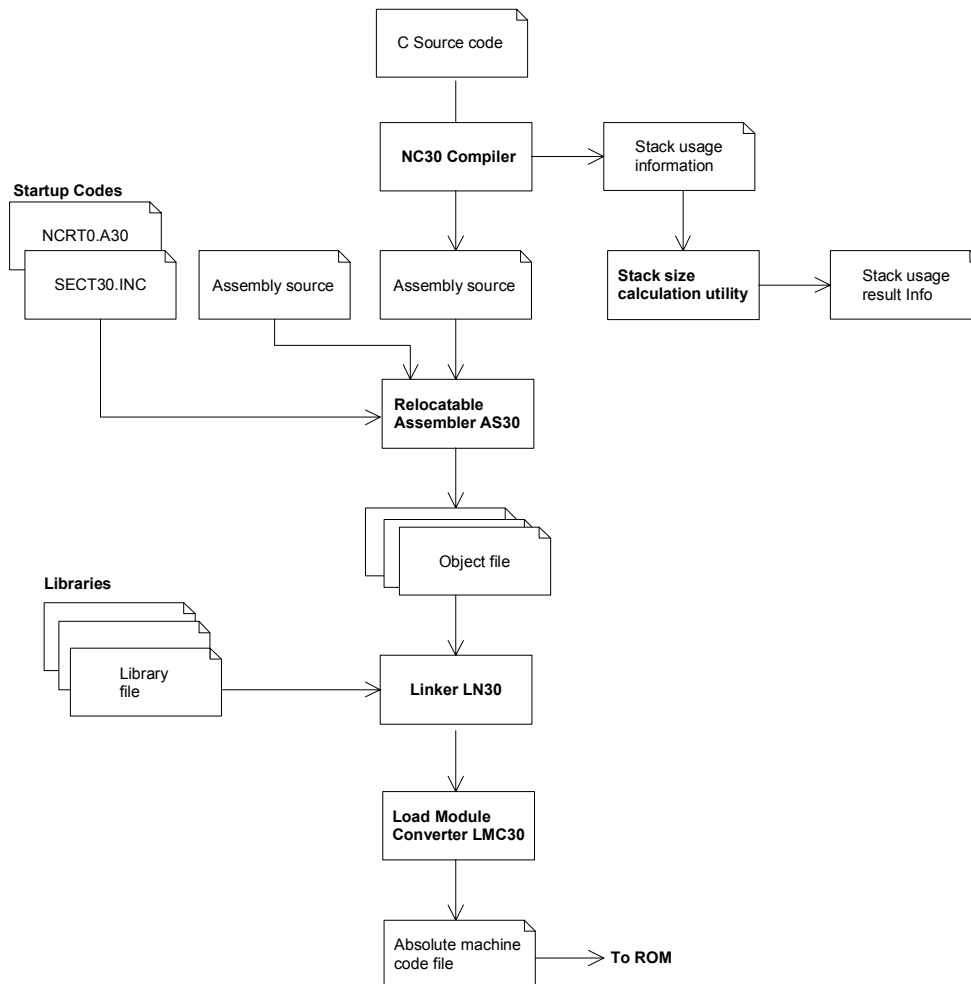 C Source code
NC30 Compiler
Stack usage
information
Startup Codes
NCRT0.A30
SECT30.INC
Assembly source
Assembly source
Stack size
calculation utility
Stack usage
result Info
Relocatable
Assembler AS30
Object file
Libraries
Library
file
Linker LN30
Load Module
Converter LMC30
Absolute machine
code file
To ROM